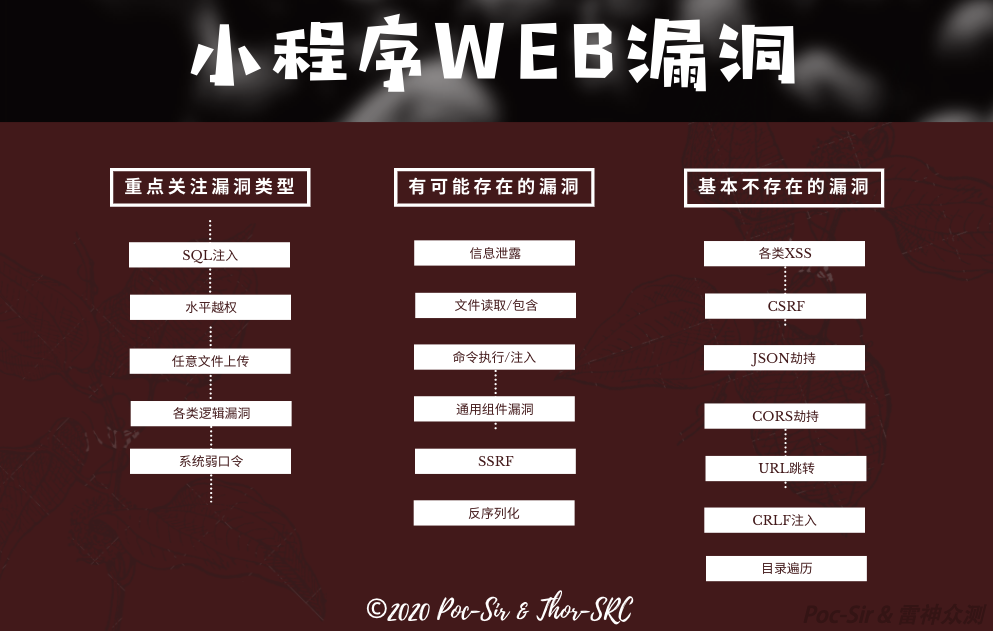 小程序WEB漏洞
重点关注漏洞类型
SQL注入
水平越权
任意文件上传
各类逻辑漏洞
系统弱口令
有可能存在的漏洞
信息泄露
文件读取/包含
命令执行/注入
通用组件漏洞
SSRF
反序列化
基本不存在的漏洞
各类XSS
CSRF
JSON劫持
CORS劫持
URL跳转
CRLF注入
目录遍历
©2020 Poc-Sir & Thor-SRC
Poc-Sir & 雷神众测